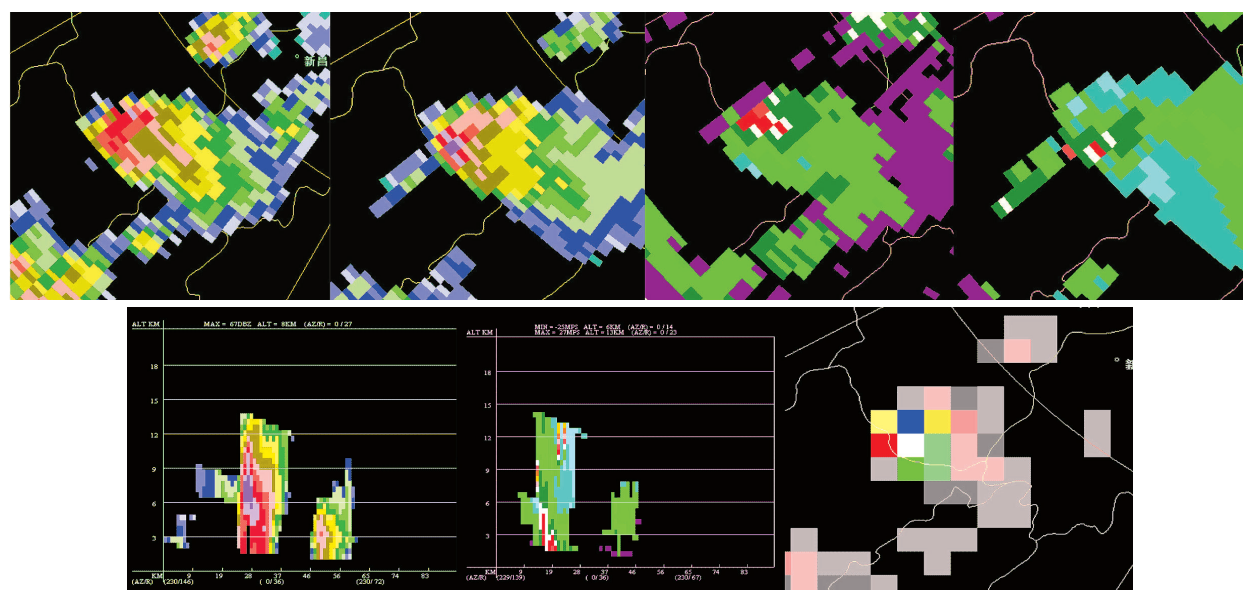 新昌
ALT KM
MAX = 67DBZ ALT = 8KM (AZ/R) = 0 / 27
18
15
12
9
6
3
KM
9 18 28 37 46 56 65 74 83
(AZ/R) (230/146) ( 0/36) (230/72)
MIN = -25MPS ALT = 6KM (AZ/R) = 0 / 14
MAX = 27MPS ALT = 13KM (AZ/R) = 0 / 23
ALT KM
18
15
12
9
6
3
KM
9 18 28 37 46 56 65 74 83
(AZ/R) (229/139) ( 0/36) (230/67)